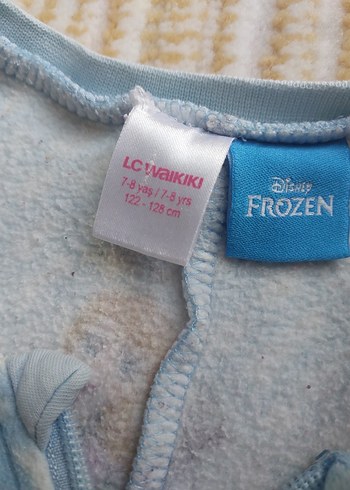 LC WAIKIKI
7-8 yaş / 7-8 yrs
122 - 128 cm
Disney
FROZEN